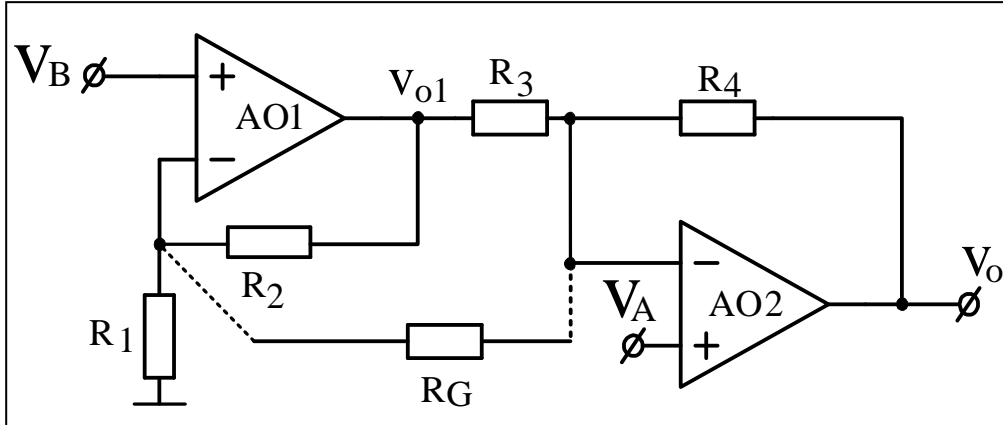 VB
+
AO1
−
vo1
R3
R4
R2
R1
RG
VA
−
AO2
+
vo